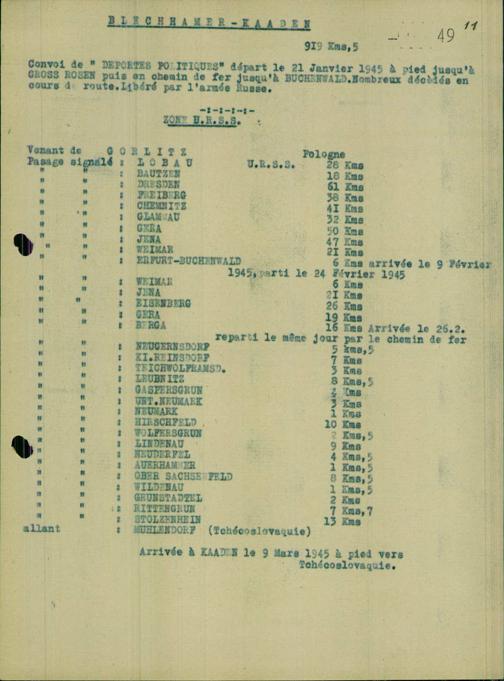 BLECHHAMER-KAADEN
919 Kms,5
49
11
Convoi de " DEPORTES POLITIQUES" départ le 21 Janvier 1945 à pied jusqu'à
GROSS ROSEN puis en chemin de fer jusqu'à BUCHENWALD.Nombreux décédés en
cours de route.Libéré par l'armée Russe.
-:-:-:-:-
ZONE U.R.S.S.
Venant de GORLITZ Pologne
Passage signalé : LOBAU U.R.S.S. 28 Kms
" " : BAUTZEN 18 Kms
" " : DRESDEN 61 Kms
" " : FREIBERG 38 Kms
" " : CHEMNITZ 41 Kms
" " : GLAMHAU 32 Kms
" " : GERA 50 Kms
" " : JENA 47 Kms
" " : WEIMAR 21 Kms
" " : ERFURT-BUCHENWALD 6 Kms arrivée le 9 Février
1945,parti le 24 Février 1945
" " : WEIMAR 6 Kms
" " : JENA 21 Kms
" " : EISENBERG 26 Kms
" " : GERA 19 Kms
" " : BERGA 16 Kms Arrivée le 26.2.
reparti le même jour par le chemin de fer
" " : NEUGERNSDORF 5 kms,5
" " : KI.REINSDORF 7 Kms
" " : TEICHWOLFRAMSD. 3 Kms
" " : LEUBNITZ 8 Kms,5
" " : GASPERSGRUN Kms
" " : UNT.NEUMARK 3 Kms
" " : NEUMARK 1 Kms
" " : HIRSCHFELD 10 Kms
" " : WOLFERSGRUN 2 Kms,5
" " : LINDENAU 9 Kms
" " : NEUDERFEL 4 Kms,5
" " : AUERHAMMER 1 Kms,5
" " : OBER SACHSENFELD 8 Kms,5
" " : WILDENAU 1 Kms,5
" " : GRUNSTADTEL 2 Kms
" " : RITTENGRUN 7 Kms,7
" " : STOLZENHEIN 13 Kms
allant : MUHLENDORF (Tchécoslovaquie)
Arrivée à KAADEN le 9 Mars 1945 à pied vers
Tchécoslovaquie.